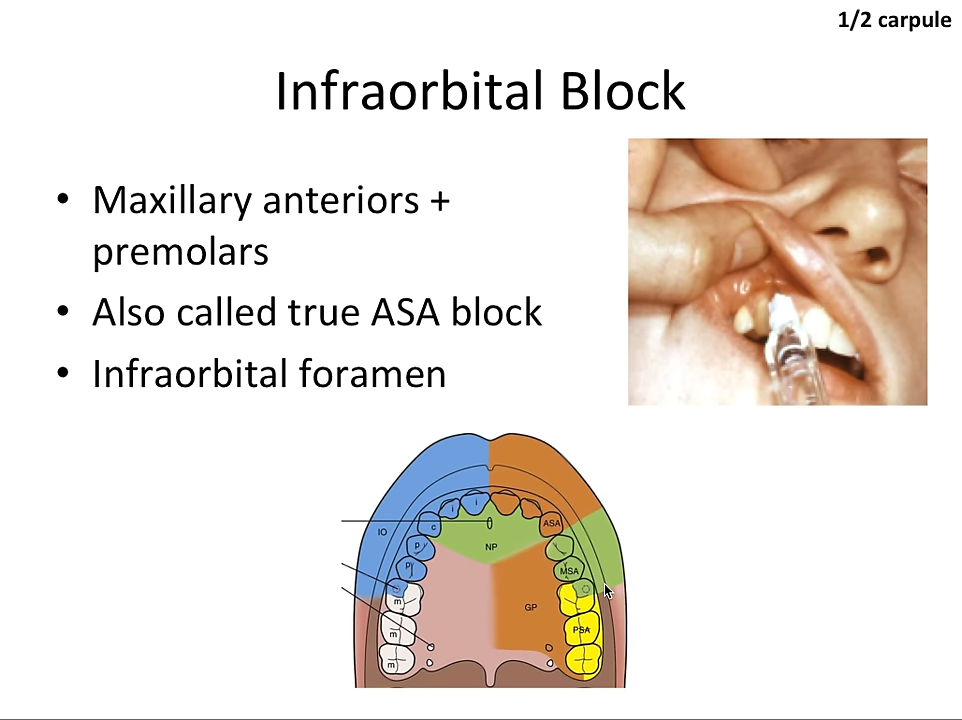 1/2 carpule
Infraorbital Block
• Maxillary anteriors +
premolars
• Also called true ASA block
• Infraorbital foramen
i
i
c
ASA
IO
p
NP
p
MSA
m
GP
m
PSA
m